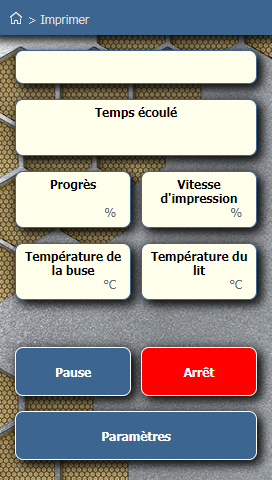 > Imprimer
Temps écoulé
Progrès
%
Vitesse
d'impression
%
Température de
la buse
°C
Température du
lit
°C
Pause
Arrêt
Paramètres